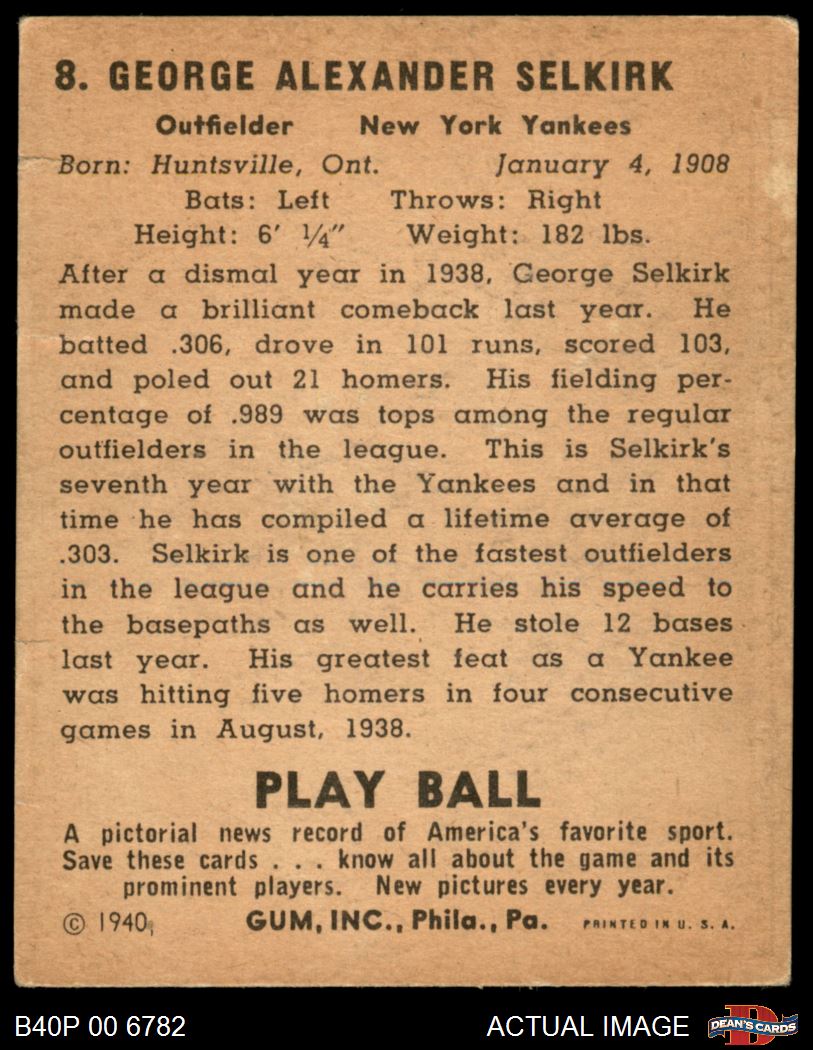 8. GEORGE ALEXANDER SELKIRK
Outfielder New York Yankees
Born: Huntsville, Ont. January 4, 1908
Bats: Left Throws: Right
Height: 6' ¼" Weight: 182 lbs.
After a dismal year in 1938, George Selkirk
made a brilliant comeback last year. He
batted .306, drove in 101 runs, scored 103,
and poled out 21 homers. His fielding per-
centage of .989 was tops among the regular
outfielders in the league. This is Selkirk's
seventh year with the Yankees and in that
time he has compiled a lifetime average of
.303. Selkirk is one of the fastest outfielders
in the league and he carries his speed to
the basepaths as well. He stole 12 bases
last year. His greatest feat as a Yankee
was hitting five homers in four consecutive
games in August, 1938.
PLAY BALL
A pictorial news record of America's favorite sport.
Save these cards . . . know all about the game and its
prominent players. New pictures every year.
© 1940, GUM, INC., Phila., Pa. PRINTED IN U. S. A.
B40P 00 6782 ACTUAL IMAGE D DEAN'S CARDS